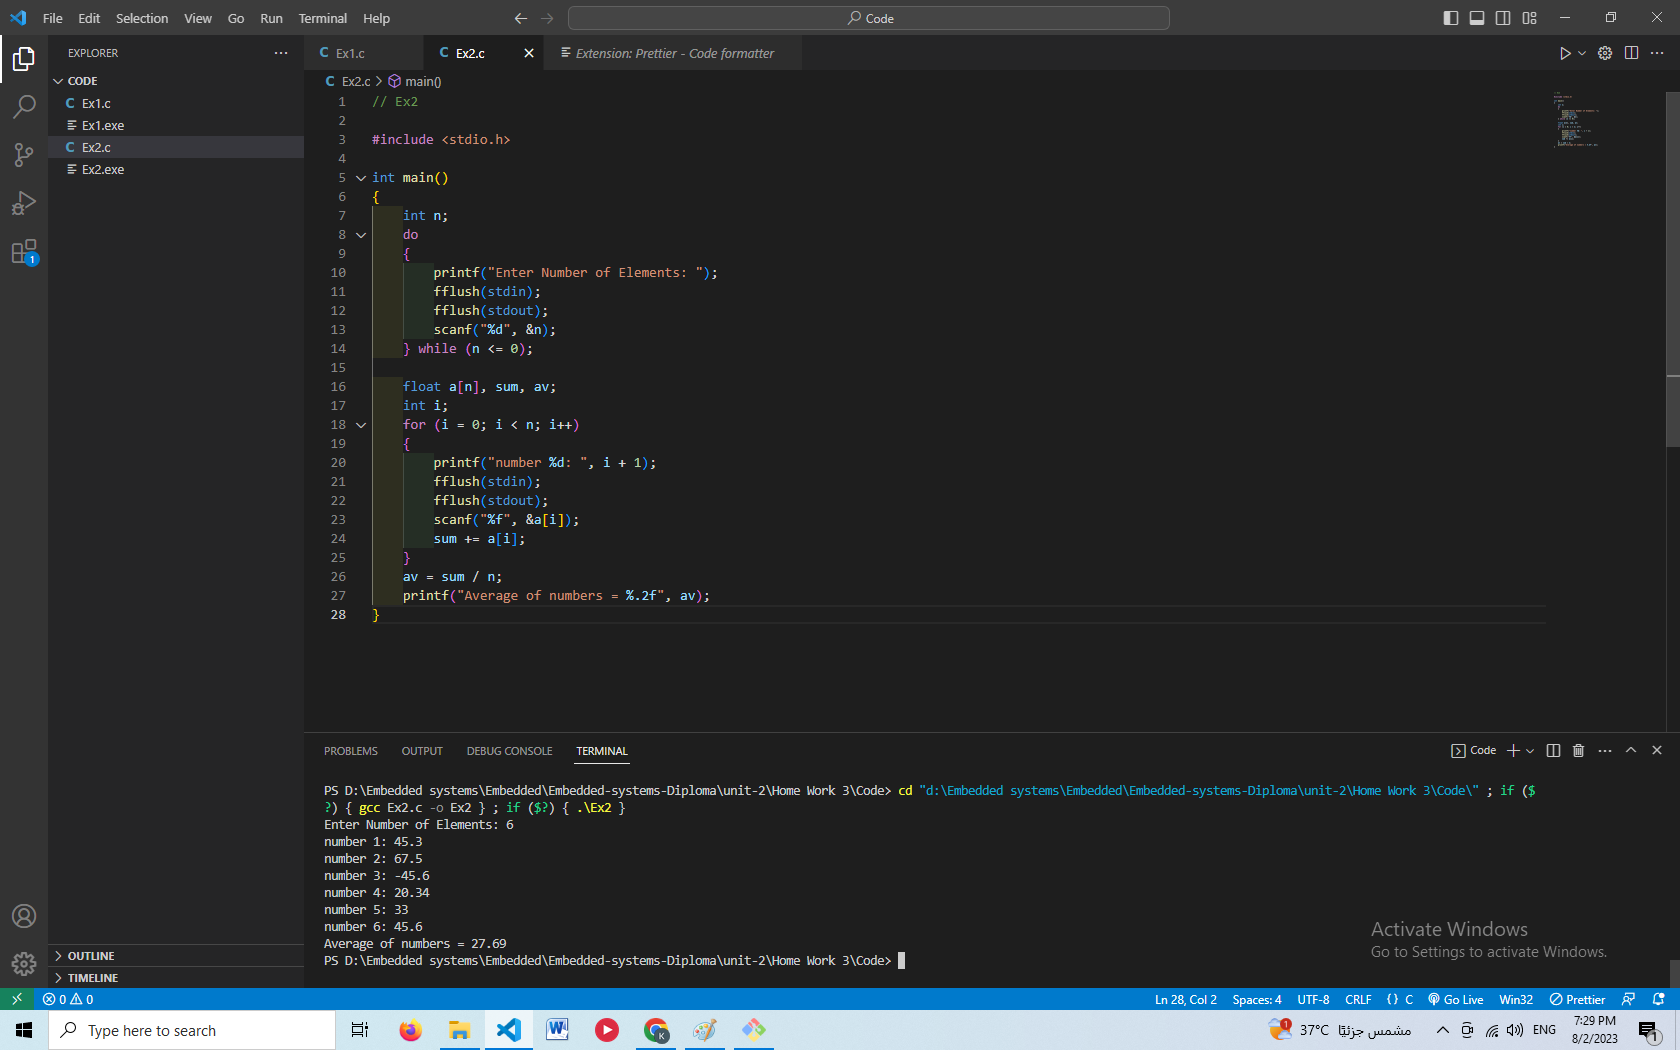 File Edit Selection View Go Run Terminal Help
Code
EXPLORER
CODE
Ex1.c
Ex1.exe
Ex2.c
Ex2.exe
OUTLINE
TIMELINE
1
C Ex1.c
C Ex2.c
Extension: Prettier - Code formatter
C Ex2.c > main()
1 // Ex2
2
3 #include <stdio.h>
4
5 int main()
6 {
7 int n;
8 do
9 {
10 printf("Enter Number of Elements: ");
11 fflush(stdin);
12 fflush(stdout);
13 scanf("%d", &n);
14 } while (n <= 0);
15
16 float a[n], sum, av;
17 int i;
18 for (i = 0; i < n; i++)
19 {
20 printf("number %d: ", i + 1);
21 fflush(stdin);
22 fflush(stdout);
23 scanf("%f", &a[i]);
24 sum += a[i];
25 }
26 av = sum / n;
27 printf("Average of numbers = %.2f", av);
28 }
PROBLEMS OUTPUT DEBUG CONSOLE TERMINAL
Code
PS D:\Embedded systems\Embedded\Embedded-systems-Diploma\unit-2\Home Work 3\Code> cd "d:\Embedded systems\Embedded\Embedded-systems-Diploma\unit-2\Home Work 3\Code\" ; if ($
?) { gcc Ex2.c -o Ex2 } ; if ($?) { .\Ex2 }
Enter Number of Elements: 6
number 1: 45.3
number 2: 67.5
number 3: -45.6
number 4: 20.34
number 5: 33
number 6: 45.6
Average of numbers = 27.69
PS D:\Embedded systems\Embedded\Embedded-systems-Diploma\unit-2\Home Work 3\Code>
Activate Windows
Go to Settings to activate Windows.
0 0
Ln 28, Col 2 Spaces: 4 UTF-8 CRLF {} C Go Live Win32 Prettier
Type here to search
1 37°C مشمس جزئيًا
ENG
7:29 PM
8/2/2023
1